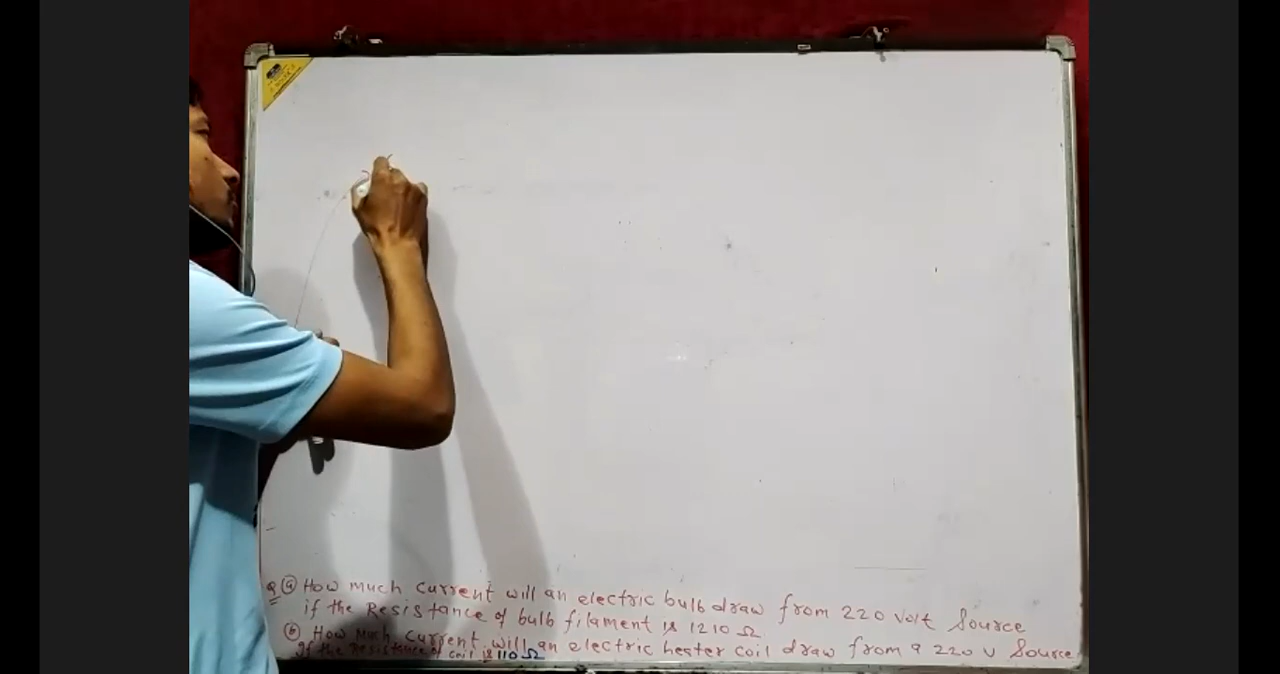 Q (a) How much current will an electric bulb draw from 220 volt Source
if the Resistance of bulb filament is 1210 Ω
(b) How Much current will an electric heater coil draw from a 220 V Source
If the Resistance of coil is 110 Ω